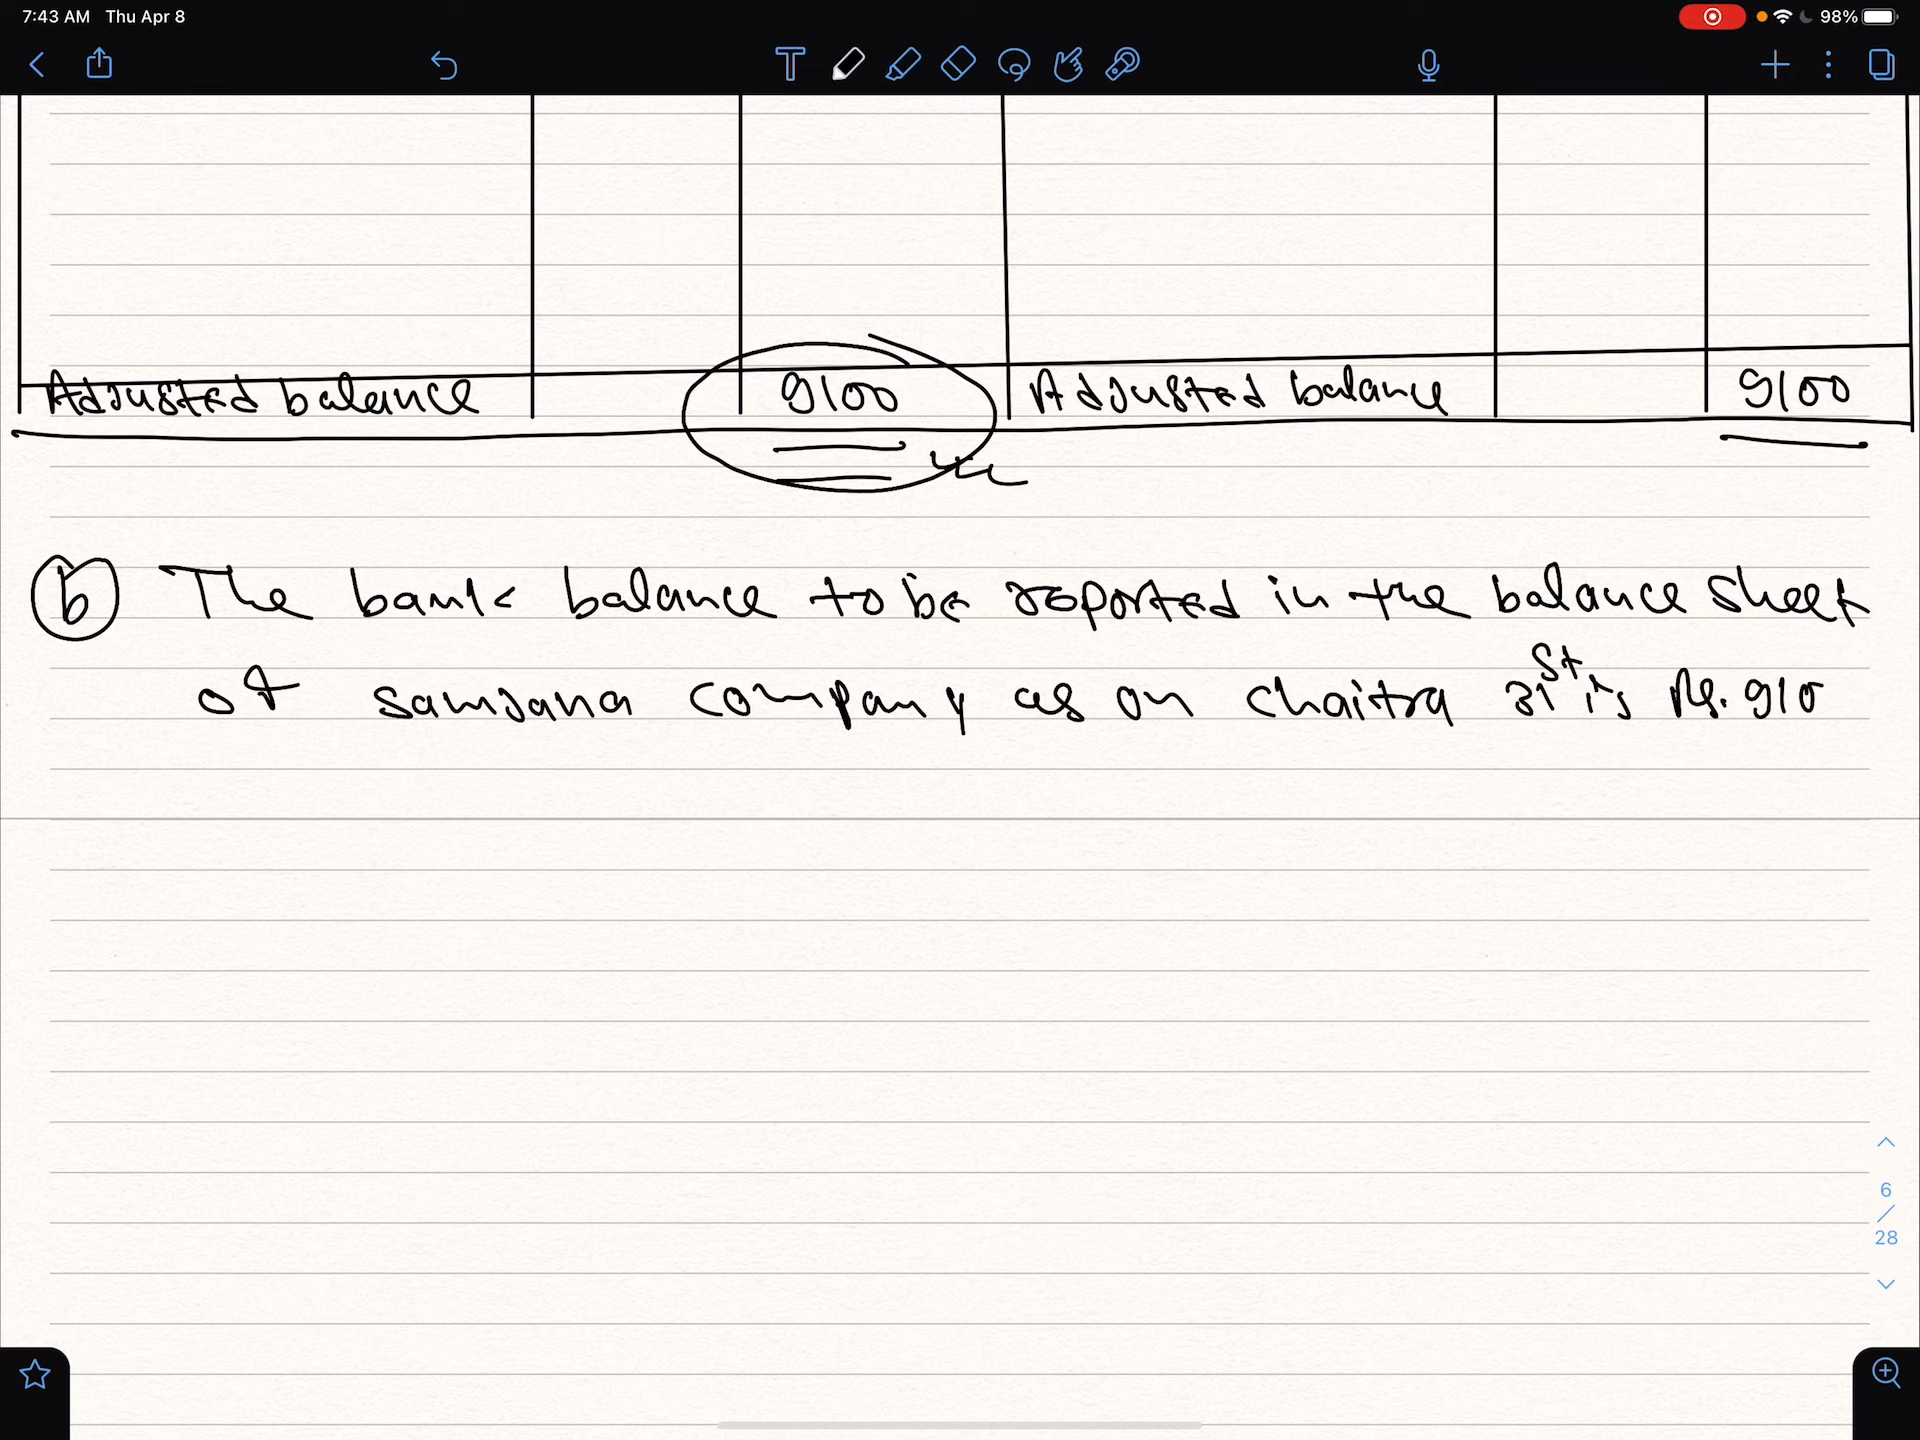 7:43 AM Thu Apr 8
98%
Adjusted balance 9100 Adjusted balance 9100
b The bank balance to be reported in the balance sheet
of samjana company as on chaitra 31st is Rs. 910
6
/
28